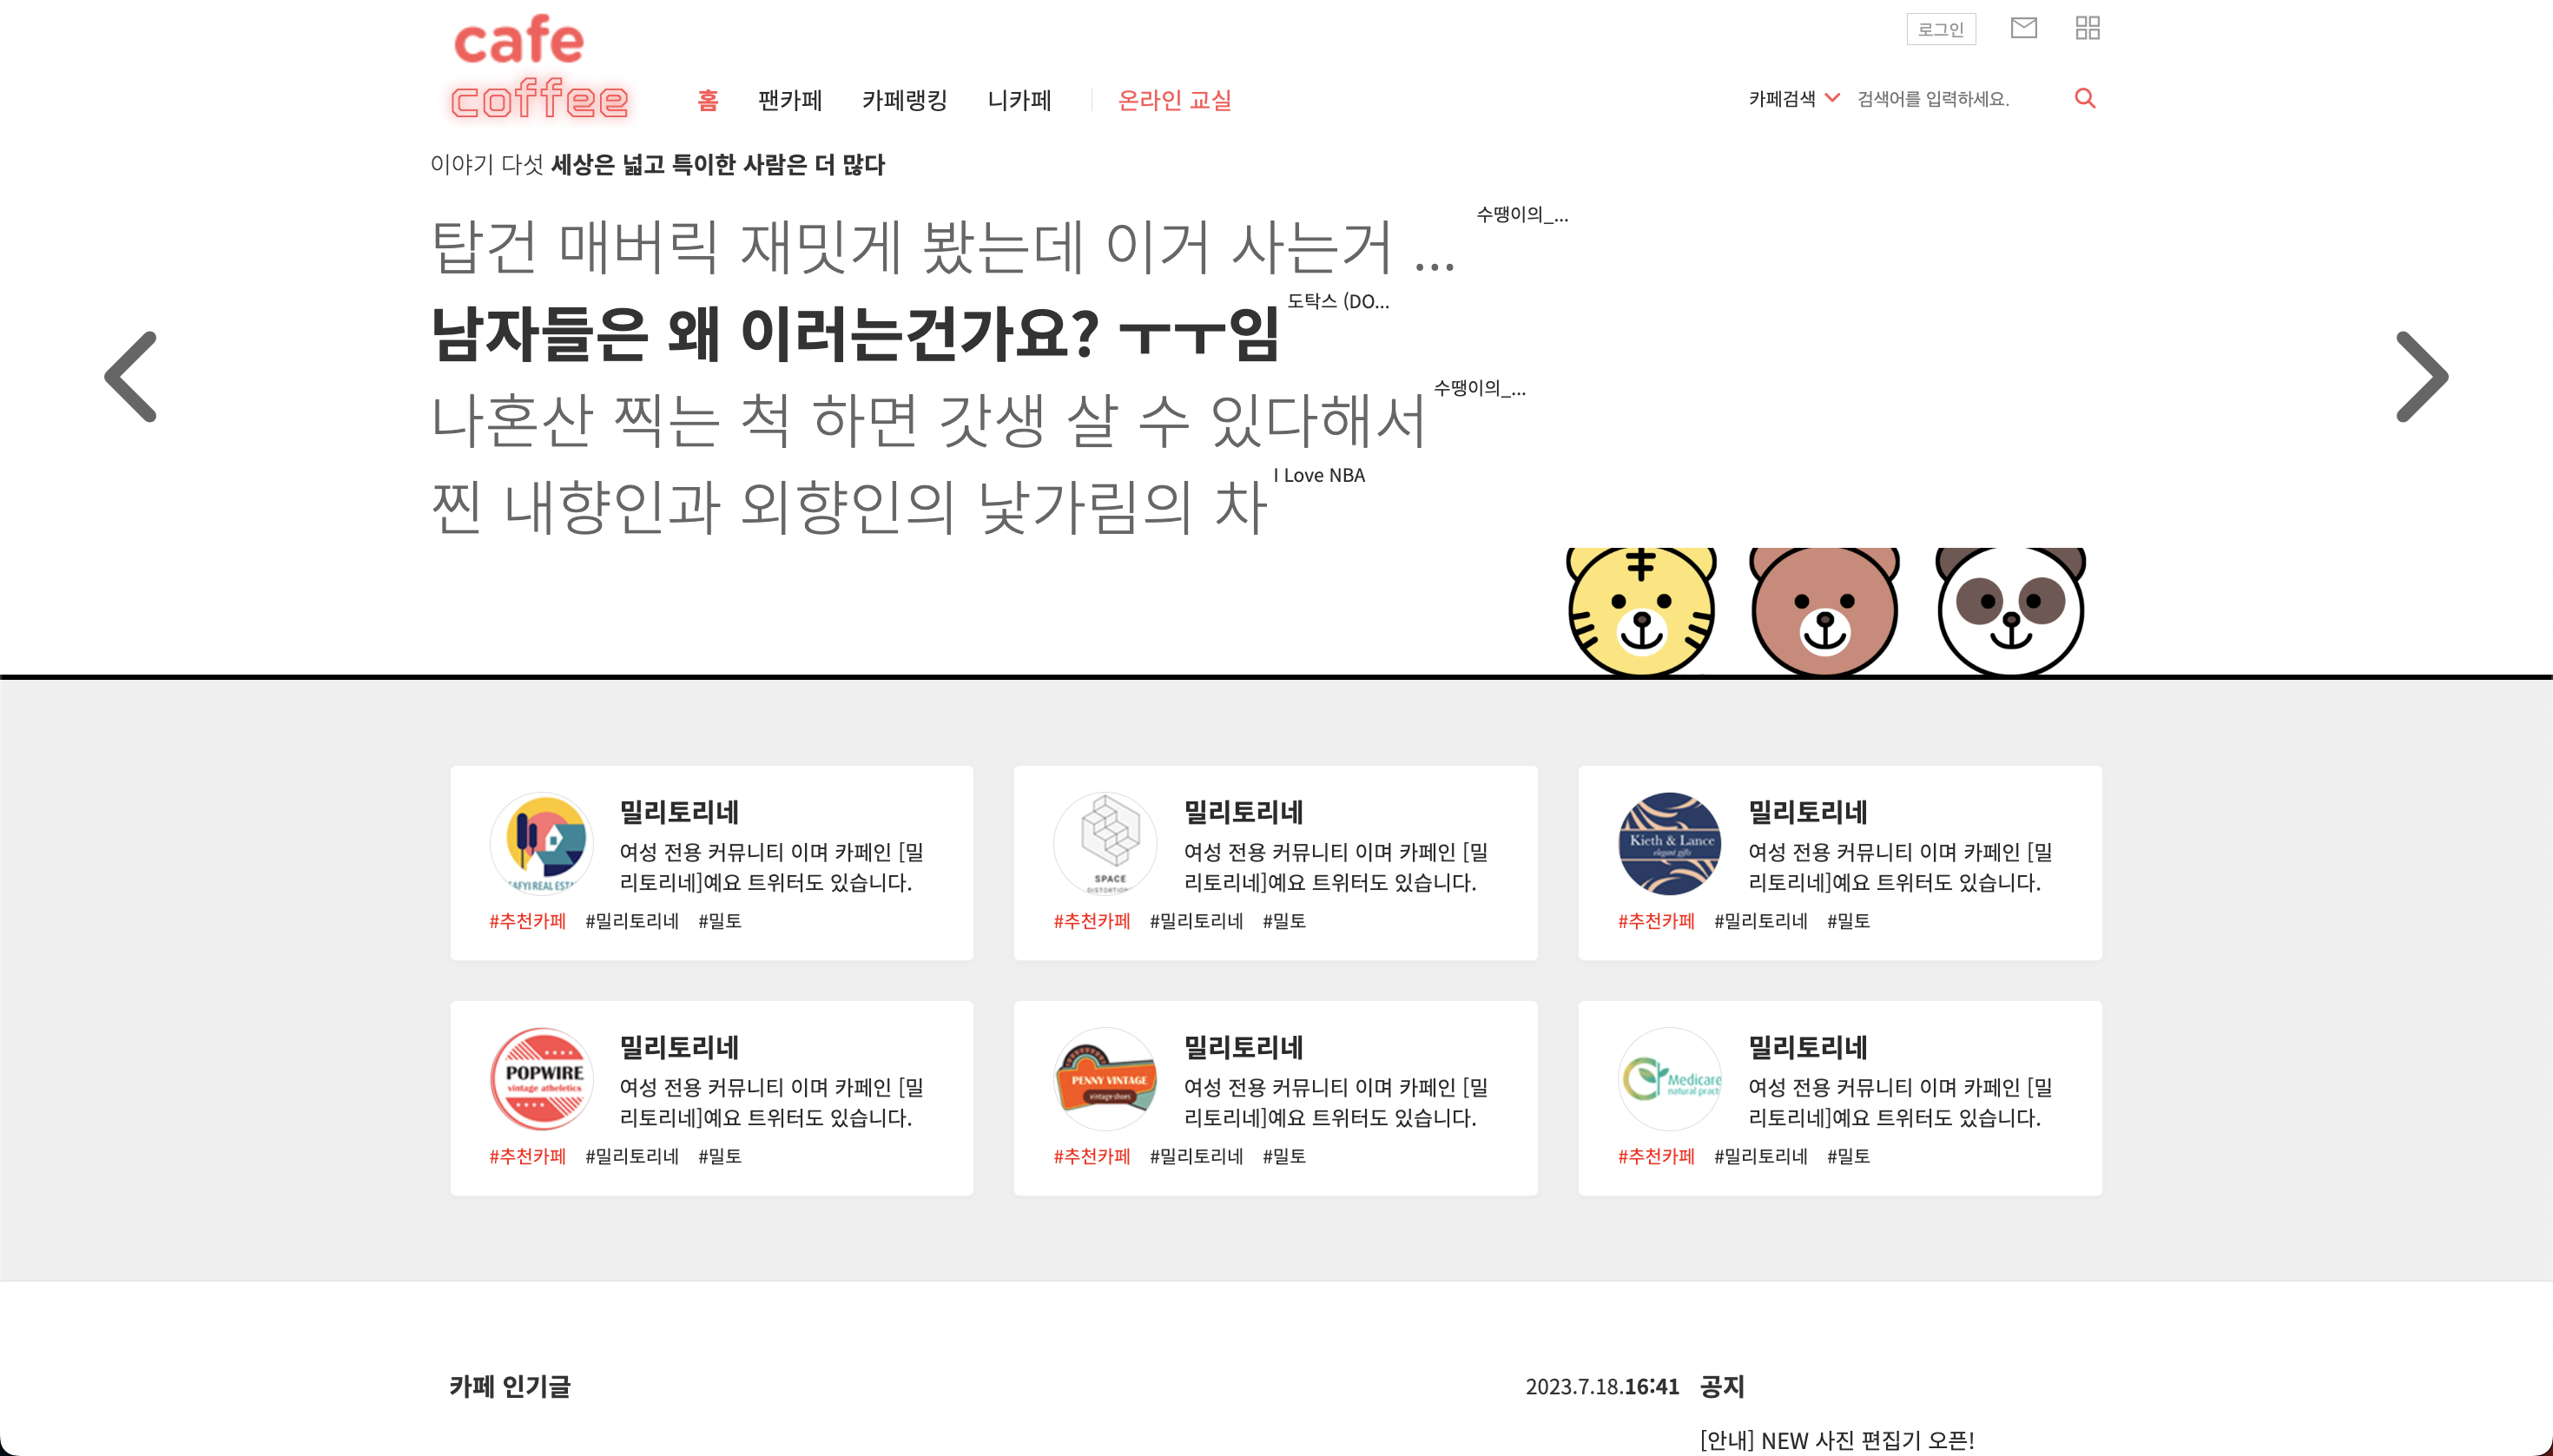 cafe
coffee
로그인
홈 팬카페 카페랭킹 니카페 온라인 교실
카페검색 검색어를 입력하세요.
이야기 다섯 세상은 넓고 특이한 사람은 더 많다
탑건 매버릭 재밋게 봤는데 이거 사는거 ... 수땡이의_...
남자들은 왜 이러는건가요? ㅜㅜ임 도탁스 (DO...
나혼산 찍는 척 하면 갓생 살 수 있다해서 수땡이의_...
찐 내향인과 외향인의 낯가림의 차 I Love NBA
밀리토리네
여성 전용 커뮤니티 이며 카페인 [밀
리토리네]예요 트위터도 있습니다.
#추천카페 #밀리토리네 #밀토
SPACE
밀리토리네
여성 전용 커뮤니티 이며 카페인 [밀
리토리네]예요 트위터도 있습니다.
#추천카페 #밀리토리네 #밀토
Kieth & Lance
elegant gifts
밀리토리네
여성 전용 커뮤니티 이며 카페인 [밀
리토리네]예요 트위터도 있습니다.
#추천카페 #밀리토리네 #밀토
POPWIRE
vintage atheletics
밀리토리네
여성 전용 커뮤니티 이며 카페인 [밀
리토리네]예요 트위터도 있습니다.
#추천카페 #밀리토리네 #밀토
PENNY VINTAGE
vintage shoes
밀리토리네
여성 전용 커뮤니티 이며 카페인 [밀
리토리네]예요 트위터도 있습니다.
#추천카페 #밀리토리네 #밀토
Medicare
natural pract
밀리토리네
여성 전용 커뮤니티 이며 카페인 [밀
리토리네]예요 트위터도 있습니다.
#추천카페 #밀리토리네 #밀토
카페 인기글 2023.7.18.16:41 공지
[안내] NEW 사진 편집기 오픈!